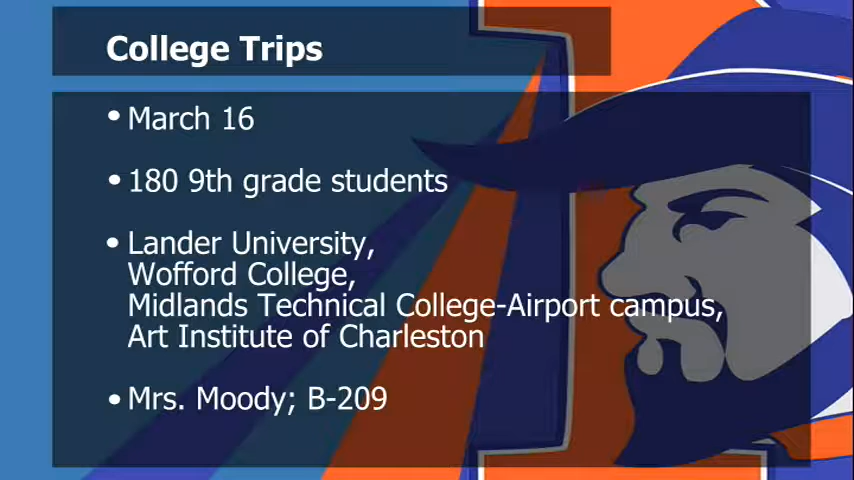 College Trips
• March 16
• 180 9th grade students
• Lander University,
Wofford College,
Midlands Technical College-Airport campus,
Art Institute of Charleston
• Mrs. Moody; B-209